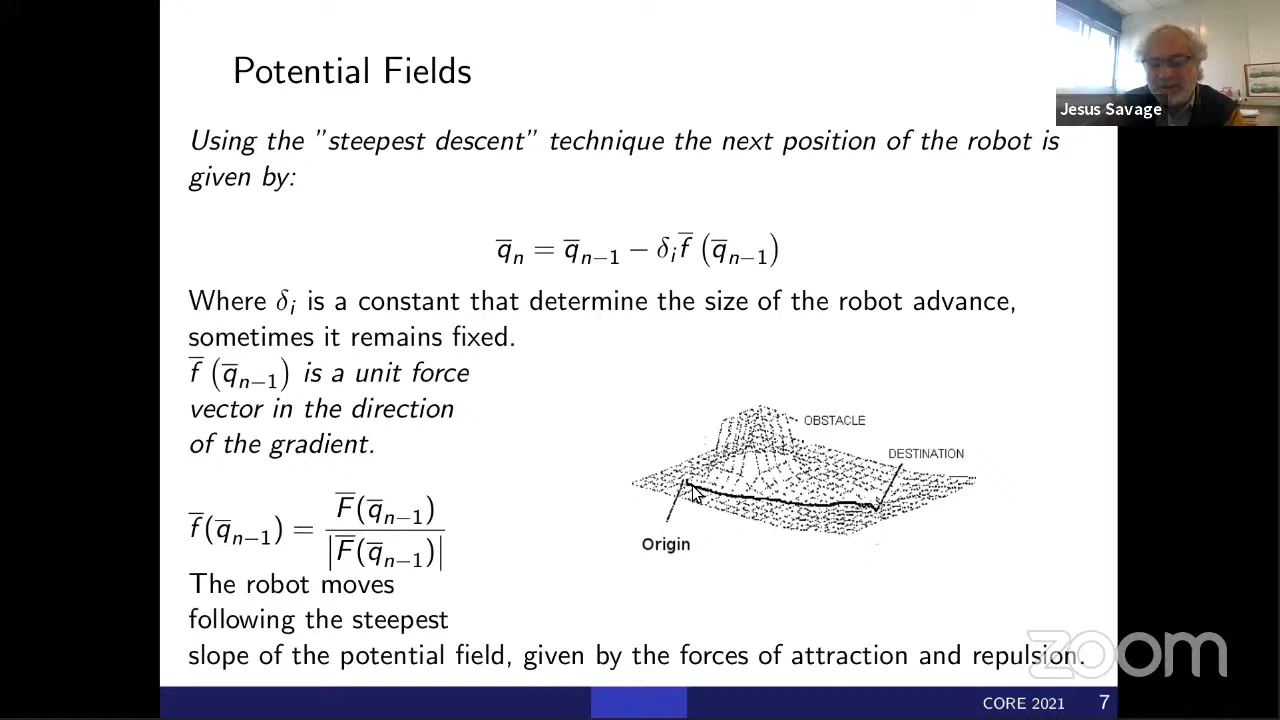 Potential Fields
Jesus Savage
Using the ”steepest descent” technique the next position of the robot is
given by:
q̅ₙ = q̅ₙ₋₁ − δᵢf̅ (q̅ₙ₋₁)
Where δᵢ is a constant that determine the size of the robot advance,
sometimes it remains fixed.
f̅ (q̅ₙ₋₁) is a unit force
vector in the direction
of the gradient.
OBSTACLE
DESTINATION
Origin
f̅(q̅ₙ₋₁) = F̅(q̅ₙ₋₁) / |F̅(q̅ₙ₋₁)|
The robot moves
following the steepest
slope of the potential field, given by the forces of attraction and repulsion.
zoom
CORE 2021 7